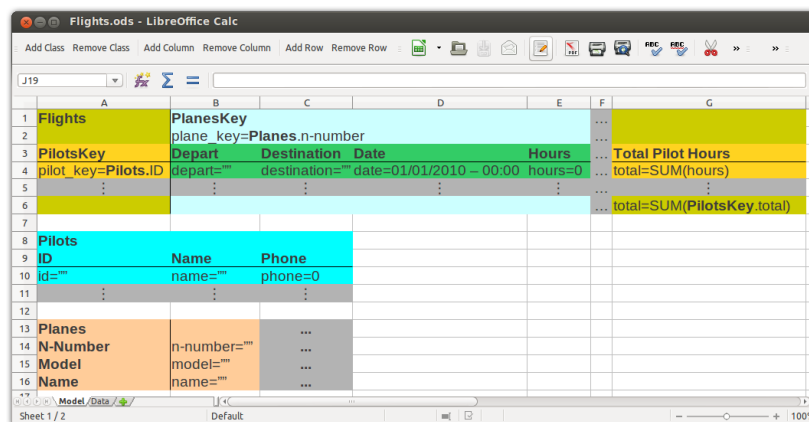 Flights.ods - LibreOffice Calc
Add Class Remove Class Add Column Remove Column Add Row Remove Row » »
J19 Σ =
A B C D E F G
1 Flights PlanesKey ...
2 plane_key=Planes.n-number ...
3 PilotsKey Depart Destination Date Hours ... Total Pilot Hours
4 pilot_key=Pilots.ID depart="" destination="" date=01/01/2010 – 00:00 hours=0 ... total=SUM(hours)
5 ⋮ ⋮ ⋮ ⋮ ⋮ ... ⋮
6 ... total=SUM(PilotsKey.total)
7
8 Pilots
9 ID Name Phone
10 id="" name="" phone=0
11 ⋮ ⋮ ⋮
12
13 Planes ...
14 N-Number n-number="" ...
15 Model model="" ...
16 Name name="" ...
17
Model Data
Sheet 1 / 2 Default 100%